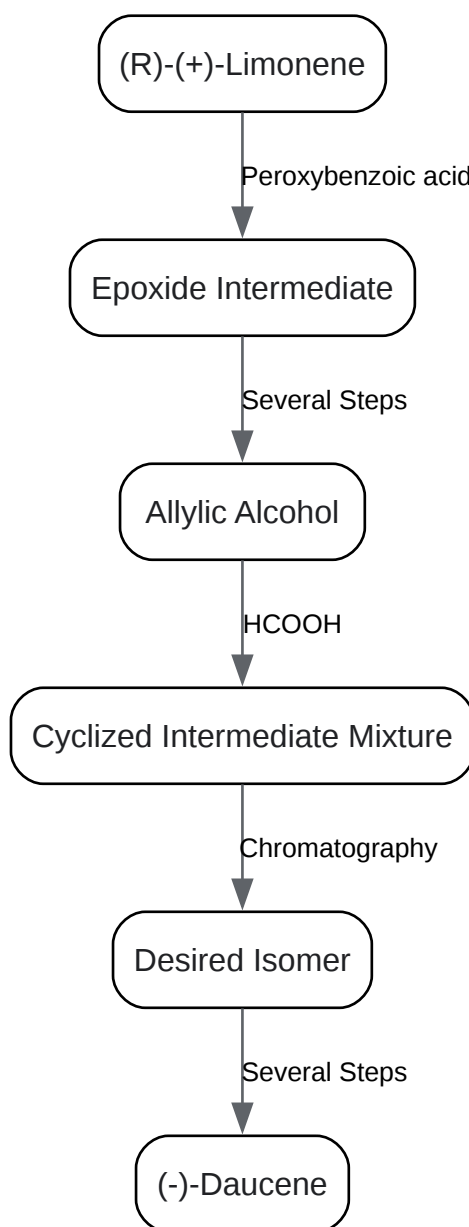 (R)-(+)-Limonene
Peroxybenzoic acid
Epoxide Intermediate
Several Steps
Allylic Alcohol
HCOOH
Cyclized Intermediate Mixture
Chromatography
Desired Isomer
Several Steps
(-)-Daucene